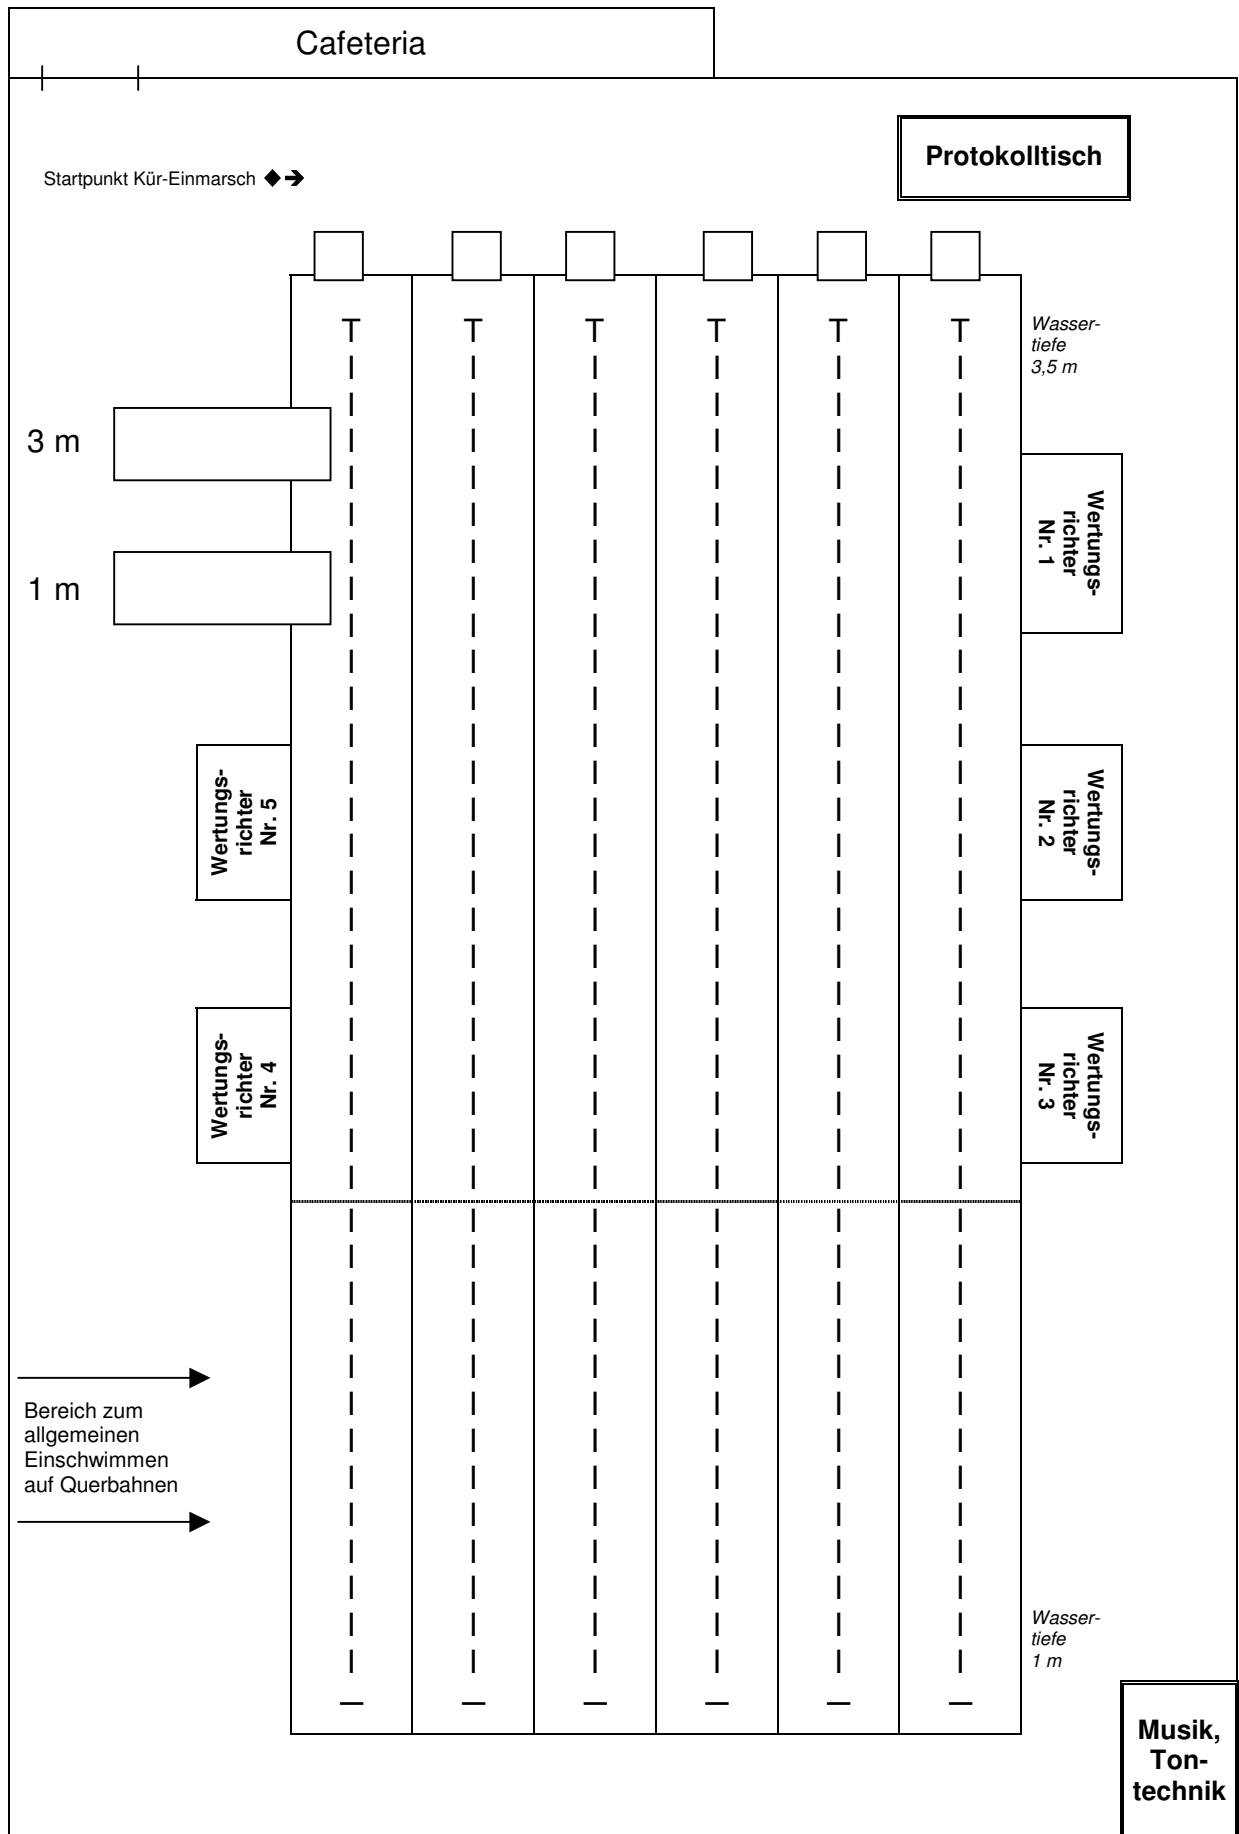 Cafeteria
Protokolltisch
Startpunkt Kür-Einmarsch ◆➔
Wasser-
tiefe
3,5 m
3 m
1 m
Wertungs-
richter
Nr. 1
Wertungs-
richter
Nr. 5
Wertungs-
richter
Nr. 2
Wertungs-
richter
Nr. 4
Wertungs-
richter
Nr. 3
Bereich zum
allgemeinen
Einschwimmen
auf Querbahnen
Wasser-
tiefe
1 m
Musik,
Ton-
technik